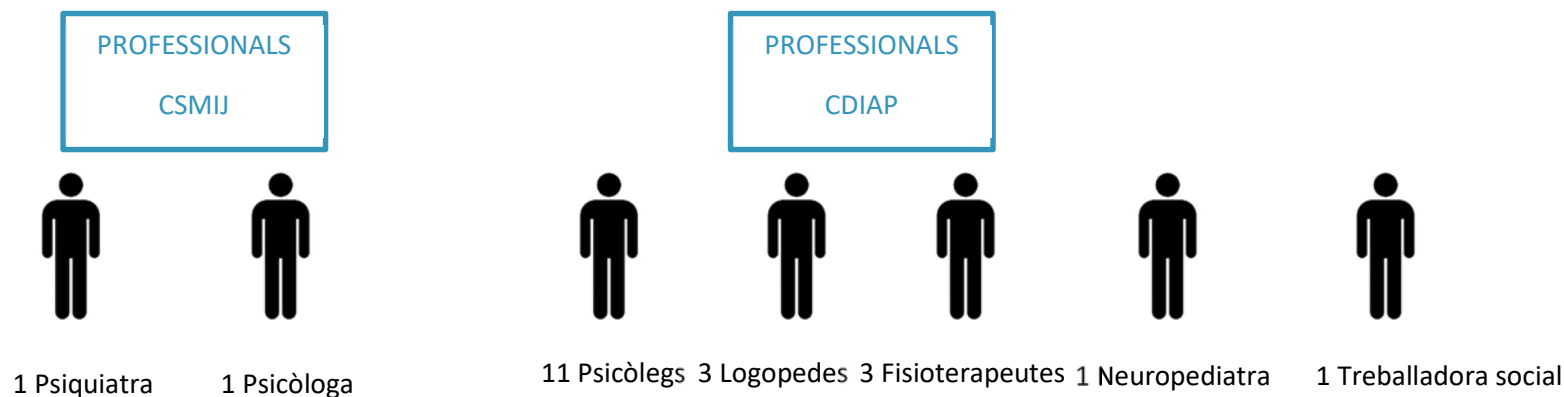 PROFESSIONALS
CSMIJ
PROFESSIONALS
CDIAP
1 Psiquiatra
1 Psicòloga
11 Psicòlegs
3 Logopedes
3 Fisioterapeutes
1 Neuropediatra
1 Treballadora social